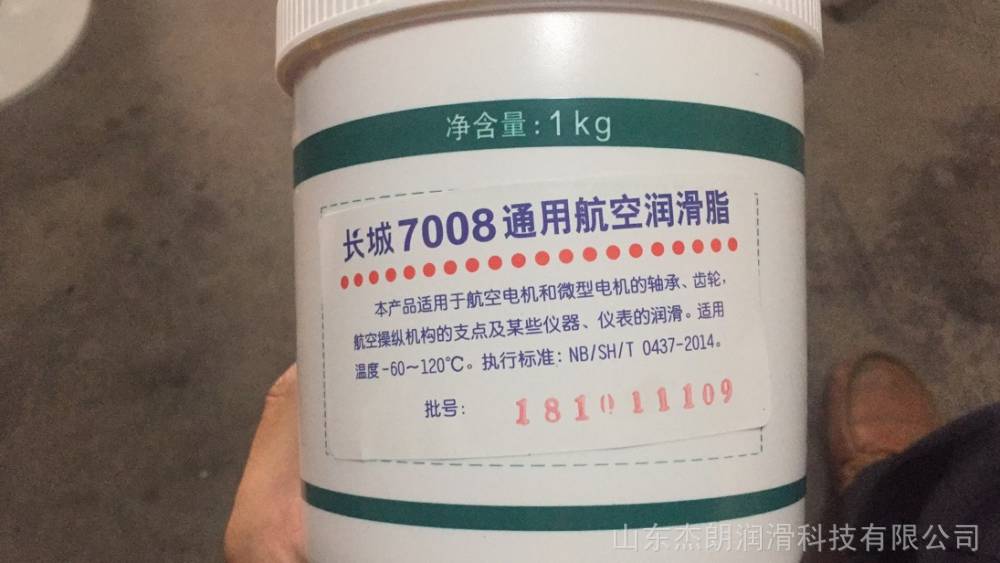 净含量:1kg
长城7008通用航空润滑脂
本产品适用于航空电机和微型电机的轴承、齿轮,
航空操纵机构的支点及某些仪器、仪表的润滑。适用
温度-60～120℃。执行标准: NB/SH/T 0437-2014。
批号: 181011109
山东杰朗润滑科技有限公司